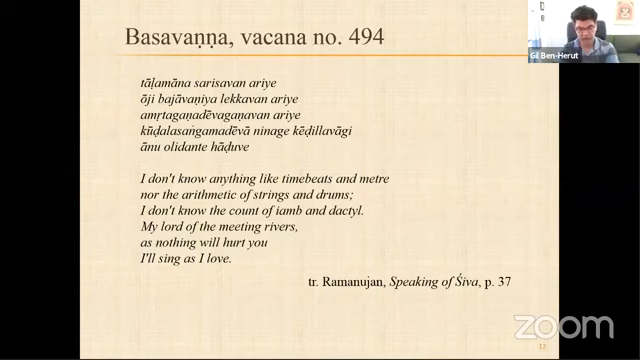 Basavaṇṇa, vacana no. 494
Gil Ben-Herut
tāḷamāna sarisavan ariye
ōji bajāvaṇiya lekkavan ariye
amṛtagaṇadēvagaṇavan ariye
kūḍalasaṅgamadēvā ninage kēḍillavāgi
ānu olidante hāḍuve
I don't know anything like timebeats and metre
nor the arithmetic of strings and drums;
I don't know the count of iamb and dactyl.
My lord of the meeting rivers,
as nothing will hurt you
I'll sing as I love.
tr. Ramanujan, Speaking of Śiva, p. 37
zoom
12